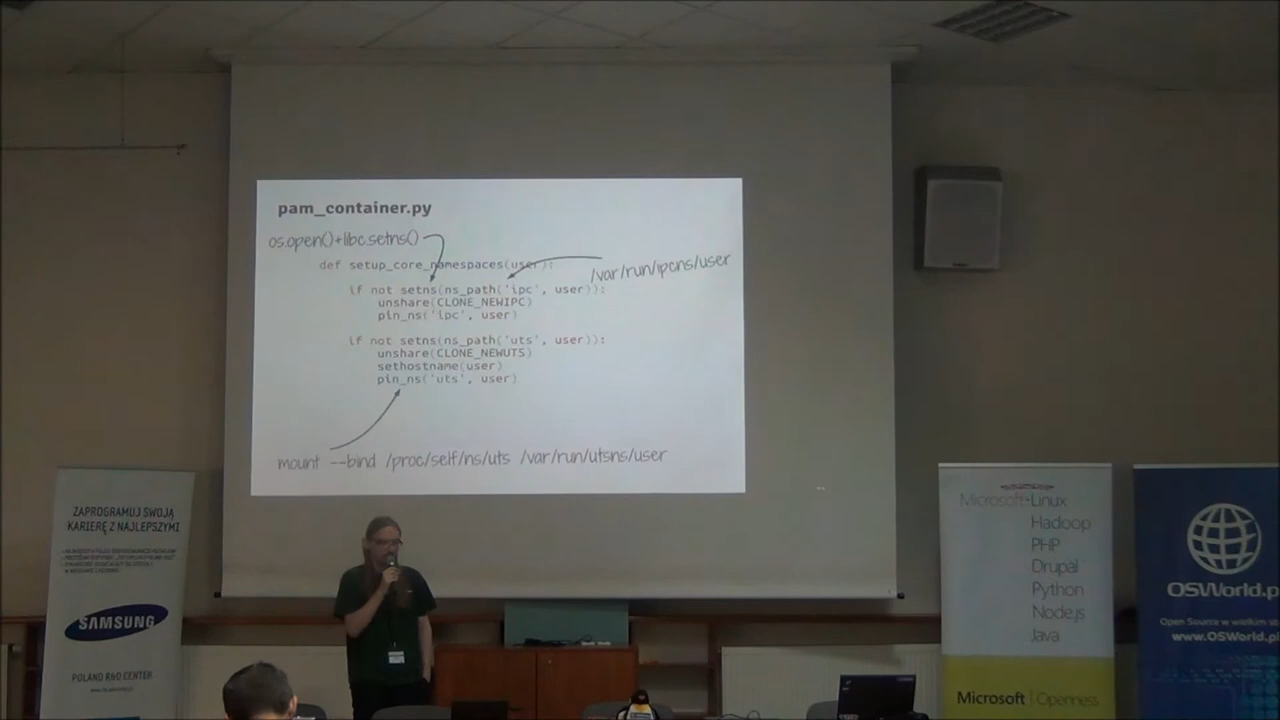 pam_container.py
os.open()+libc.setns()
def setup_core_namespaces(user):
/var/run/ipcns/user
if not setns(ns_path('ipc', user)):
unshare(CLONE_NEWIPC)
pin_ns('ipc', user)
if not setns(ns_path('uts', user)):
unshare(CLONE_NEWUTS)
sethostname(user)
pin_ns('uts', user)
mount --bind /proc/self/ns/uts /var/run/utsns/user
ZAPROGRAMUJ SWOJĄ
KARIERĘ Z NAJLEPSZYMI
SAMSUNG
POLAND R&D CENTER
Microsoft+Linux
Hadoop
PHP
Drupal
Python
Node.js
Java
Microsoft | Openness
OSWorld.p
Open Source w wielkim
www.OSWorld.pl